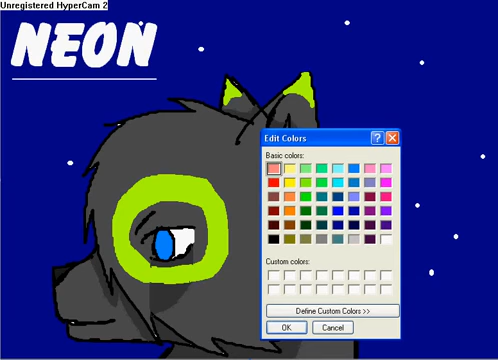 Unregistered HyperCam 2
NEON
Edit Colors
Basic colors:
Custom colors:
Define Custom Colors >>
OK
Cancel